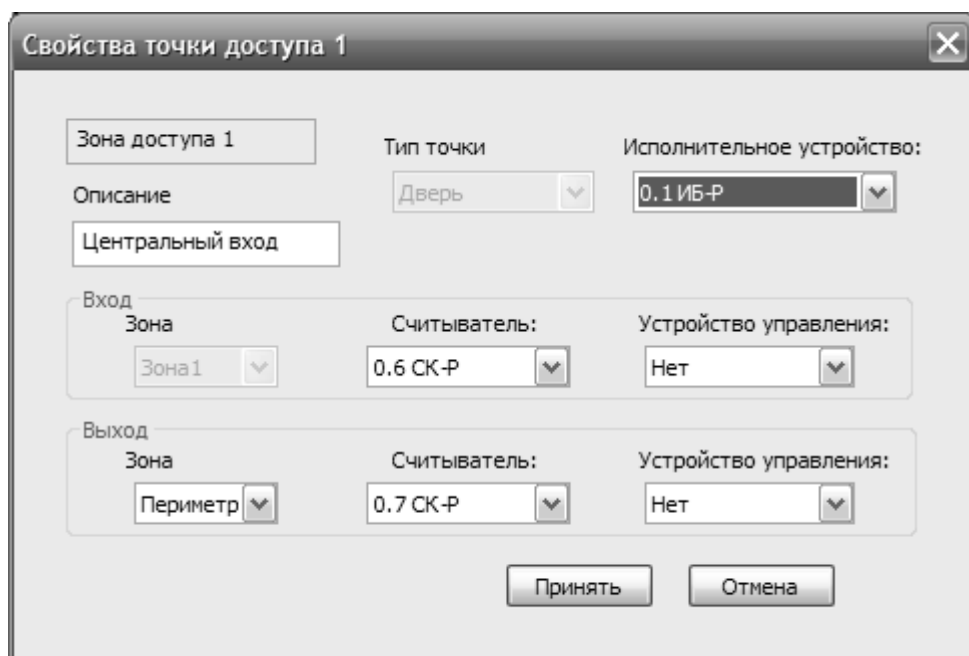 Свойства точки доступа 1
Зона доступа 1
Тип точки
Исполнительное устройство:
Описание
Дверь
0.1 ИБ-Р
Центральный вход
Вход
Зона
Считыватель:
Устройство управления:
Зона1
0.6 СК-Р
Нет
Выход
Зона
Считыватель:
Устройство управления:
Периметр
0.7 СК-Р
Нет
Принять
Отмена